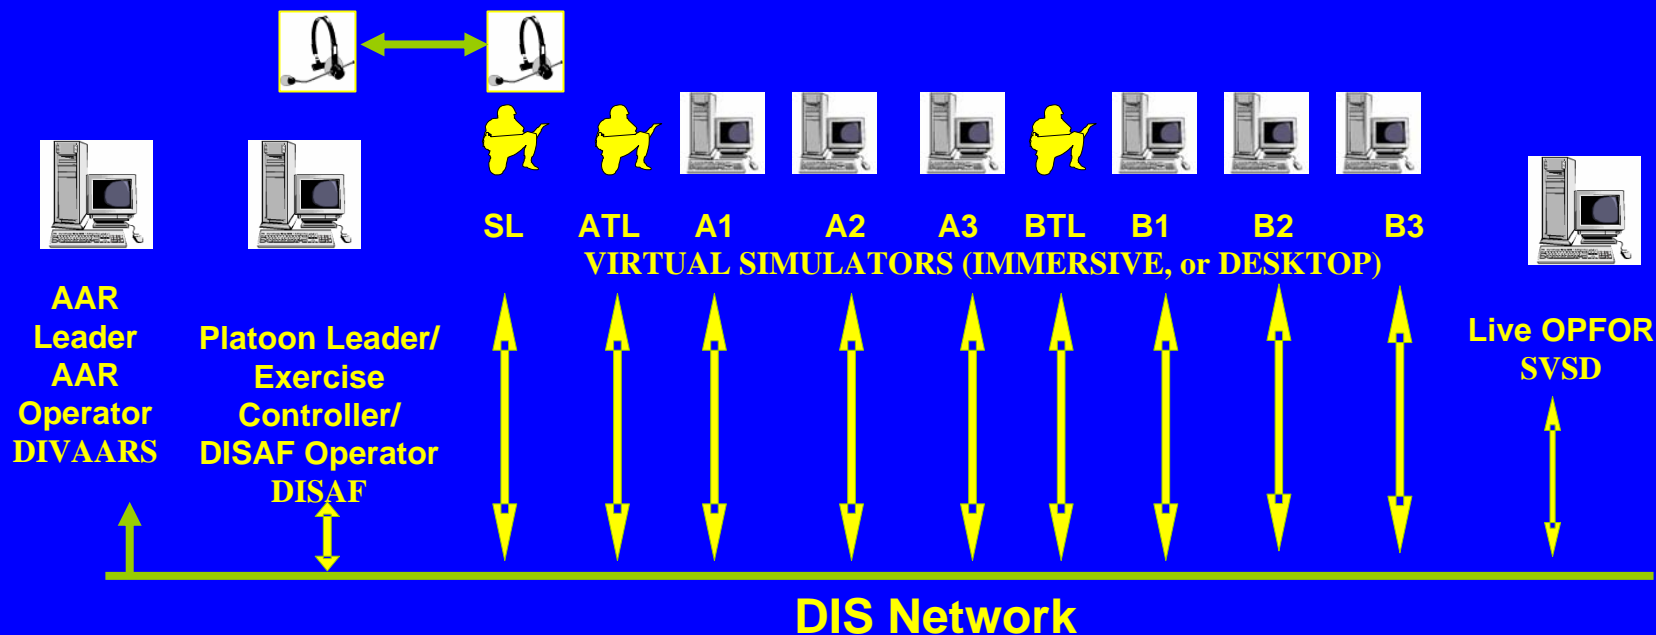 SL ATL A1 A2 A3 BTL B1 B2 B3
VIRTUAL SIMULATORS (IMMERSIVE, or DESKTOP)
AAR
Leader
AAR
Operator
DIVAARS
Platoon Leader/
Exercise
Controller/
DISAF Operator
DISAF
Live OPFOR
SVSD
DIS Network